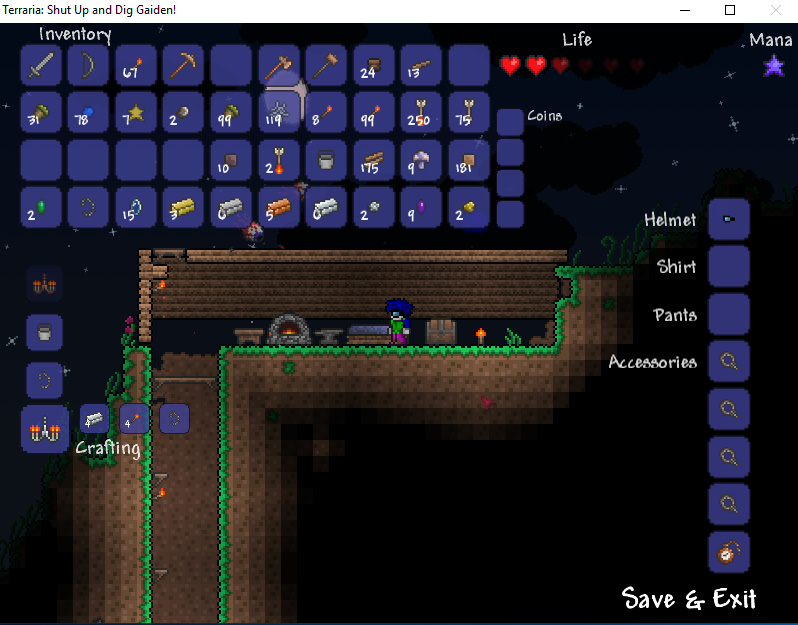 Terraria: Shut Up and Dig Gaiden!
Inventory
Life
Mana
67
24
13
31
78
7
2
99
119
8
99
250
75
Coins
10
2
175
9
181
2
15
3
6
5
6
2
9
2
Helmet
Shirt
Pants
Accessories
4
4
Crafting
Save & Exit